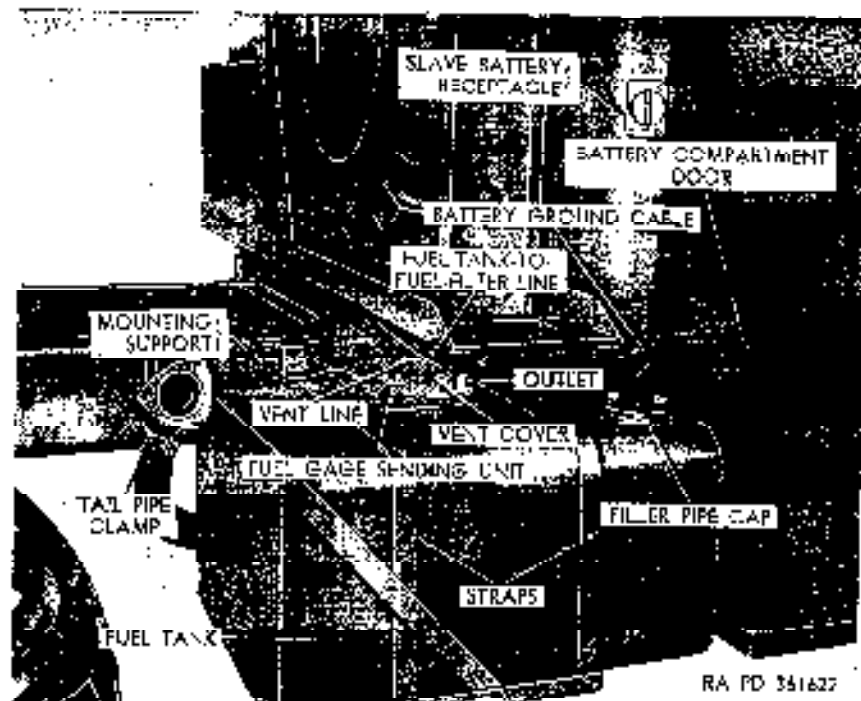 SLAVE BATTERY
RECEPTACLE
BATTERY COMPARTMENT
DOOR
BATTERY GROUND CABLE
FUEL-TANK-TO-
FUEL-FILTER LINE
MOUNTING
SUPPORT
OUTLET
VENT LINE
VENT COVER
FUEL GAGE SENDING UNIT
TAIL PIPE
CLAMP
FILLER PIPE CAP
STRAPS
FUEL TANK
RA PD 361622